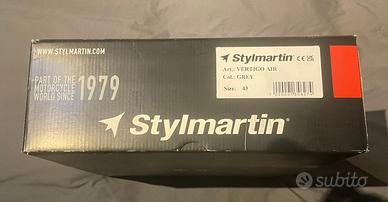 WWW.STYLMARTIN.COM
PART OF THE
MOTORCYCLE
WORLD SINCE
1979
Stylmartin CE
Art.: VERTIGO AIR
Col.: GREY
Size: 43
Stylmartin®
subito